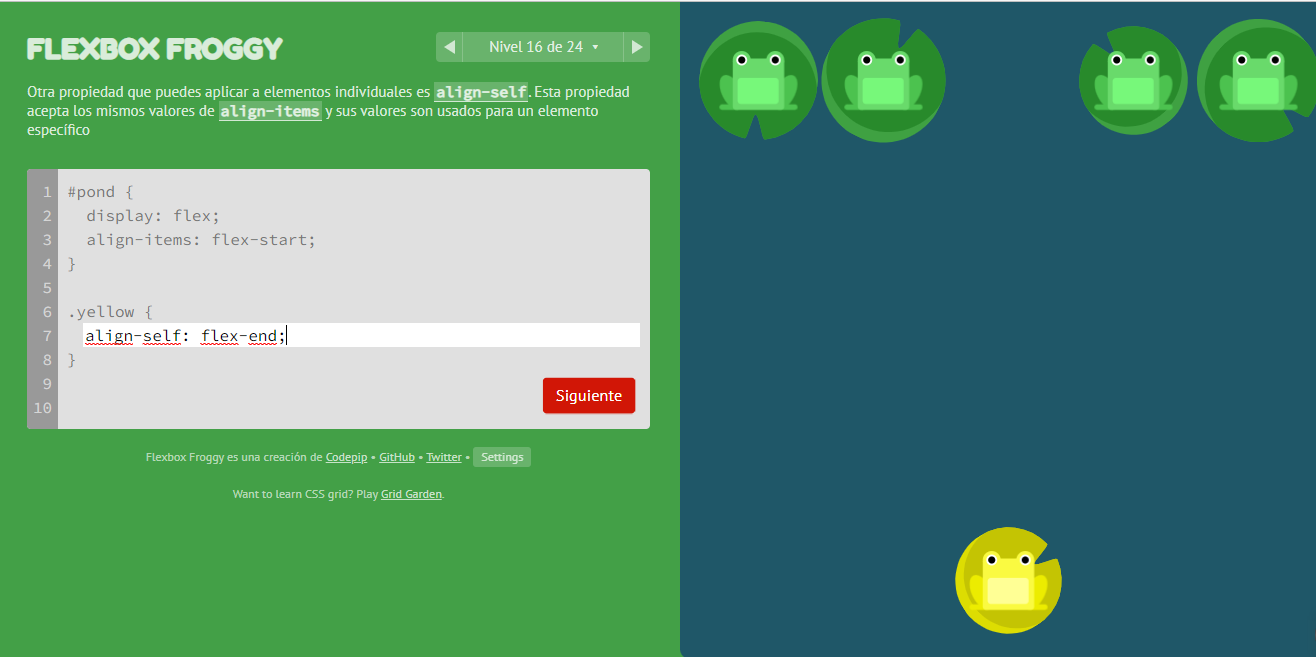 FLEXBOX FROGGY
Nivel 16 de 24
Otra propiedad que puedes aplicar a elementos individuales es align-self. Esta propiedad
acepta los mismos valores de align-items y sus valores son usados para un elemento
específico
1 #pond {
2 display: flex;
3 align-items: flex-start;
4 }
5
6 .yellow {
7 align-self: flex-end;
8 }
9
10
Siguiente
Flexbox Froggy es una creación de Codepip • GitHub • Twitter • Settings
Want to learn CSS grid? Play Grid Garden.